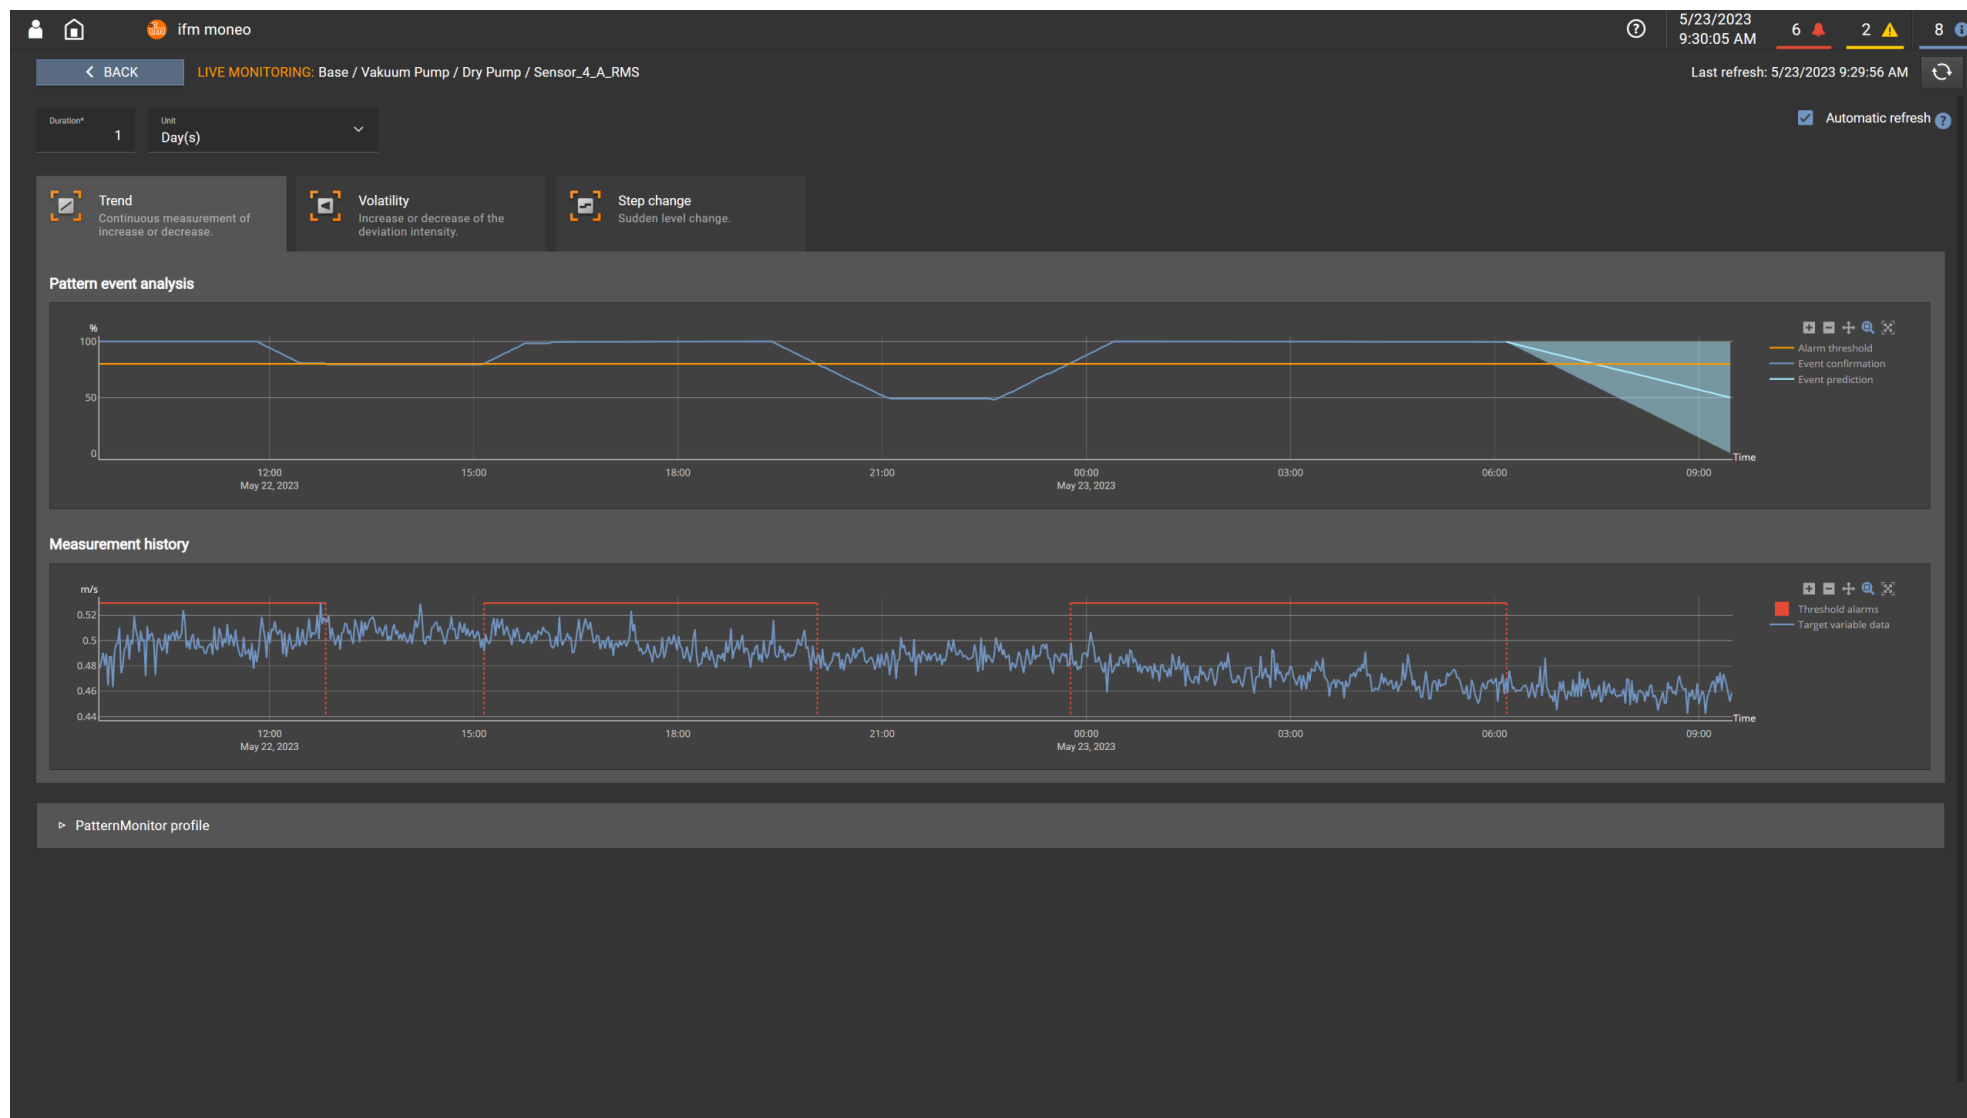 ifm moneo
5/23/2023
9:30:05 AM
6
2
8
BACK
LIVE MONITORING: Base / Vakuum Pump / Dry Pump / Sensor_4_A_RMS
Last refresh: 5/23/2023 9:29:56 AM
Duration*
1
Unit
Day(s)
Automatic refresh
Trend
Continuous measurement of
increase or decrease.
Volatility
Increase or decrease of the
deviation intensity.
Step change
Sudden level change.
Pattern event analysis
%
100
50
0
12:00
May 22, 2023
15:00
18:00
21:00
00:00
May 23, 2023
03:00
06:00
09:00
Time
Alarm threshold
Event confirmation
Event prediction
Measurement history
m/s
0.52
0.5
0.48
0.46
0.44
12:00
May 22, 2023
15:00
18:00
21:00
00:00
May 23, 2023
03:00
06:00
09:00
Time
Threshold alarms
Target variable data
PatternMonitor profile